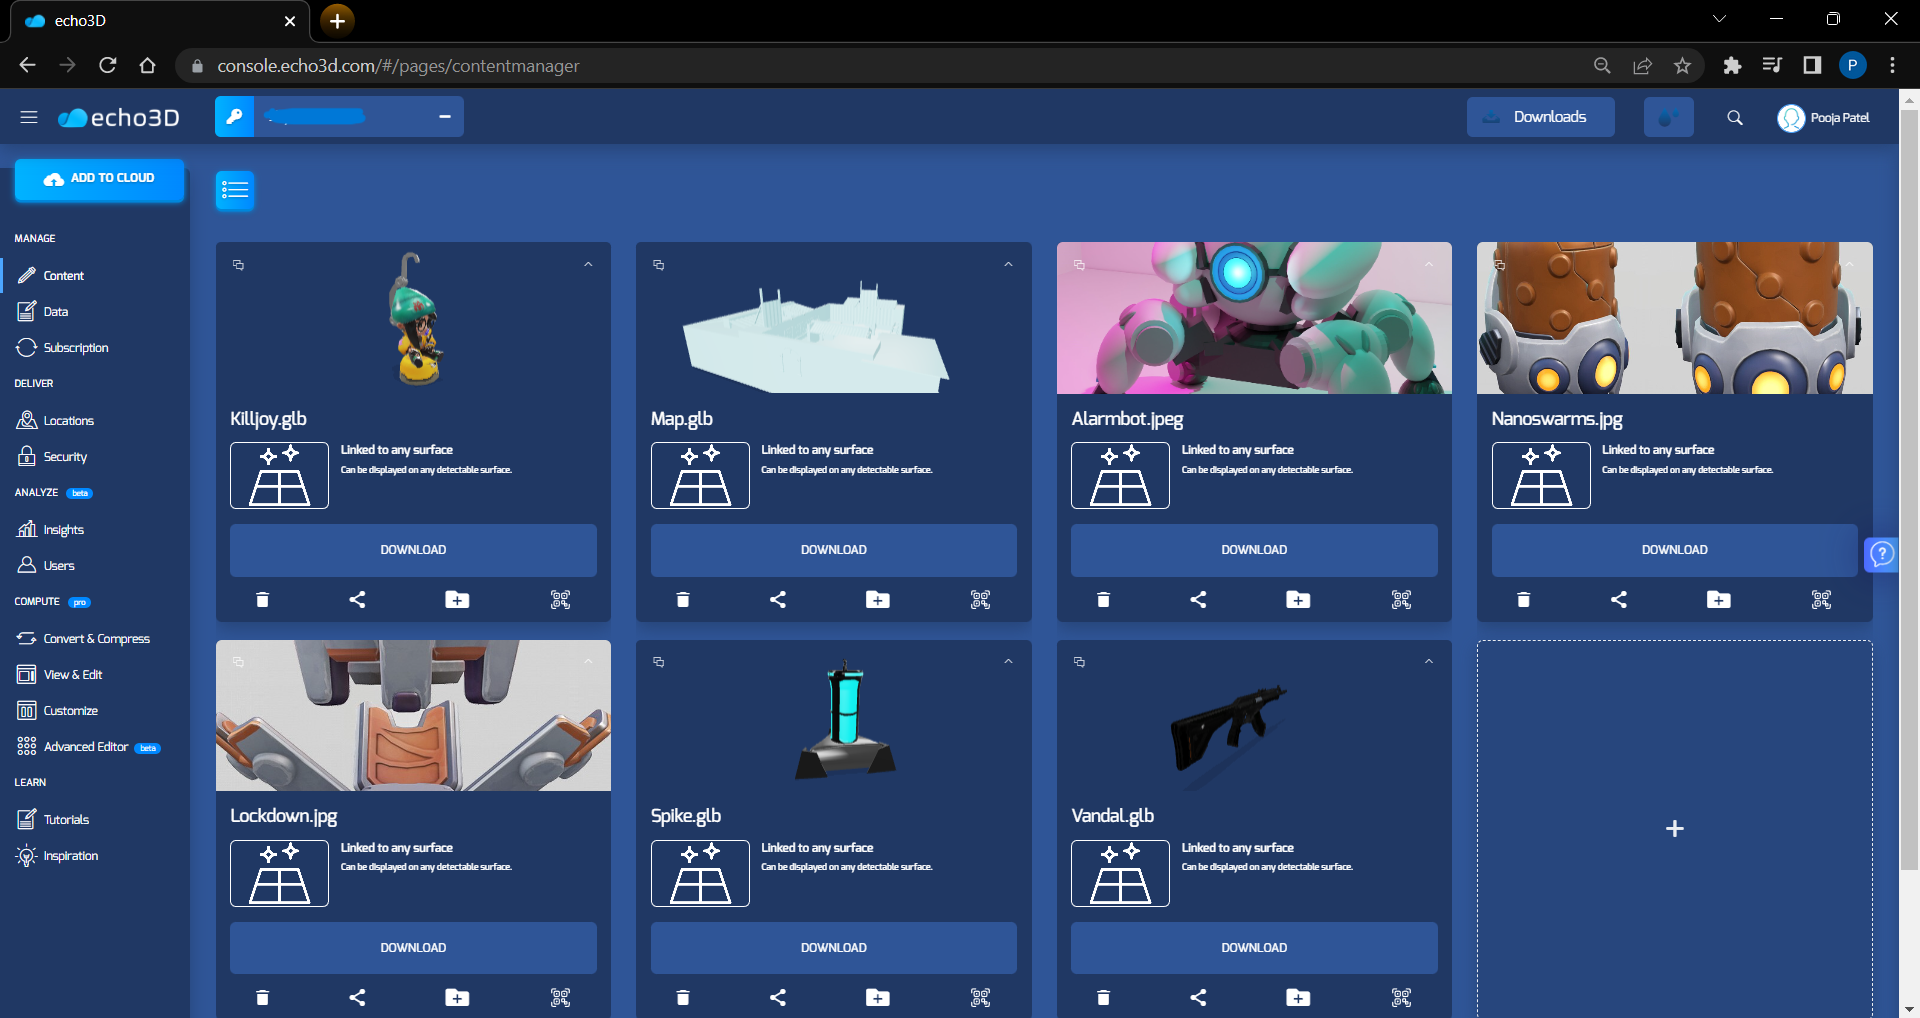 echo3D
console.echo3d.com/#/pages/contentmanager
P
echo3D
Downloads
Pooja Patel
ADD TO CLOUD
MANAGE
Content
Data
Subscription
DELIVER
Locations
Security
ANALYZE beta
Insights
Users
COMPUTE pro
Convert & Compress
View & Edit
Customize
Advanced Editor beta
LEARN
Tutorials
Inspiration
Killjoy.glb
Linked to any surface
Can be displayed on any detectable surface.
DOWNLOAD
Map.glb
Linked to any surface
Can be displayed on any detectable surface.
DOWNLOAD
Alarmbot.jpeg
Linked to any surface
Can be displayed on any detectable surface.
DOWNLOAD
Nanoswarms.jpg
Linked to any surface
Can be displayed on any detectable surface.
DOWNLOAD
Lockdown.jpg
Linked to any surface
Can be displayed on any detectable surface.
DOWNLOAD
Spike.glb
Linked to any surface
Can be displayed on any detectable surface.
DOWNLOAD
Vandal.glb
Linked to any surface
Can be displayed on any detectable surface.
DOWNLOAD